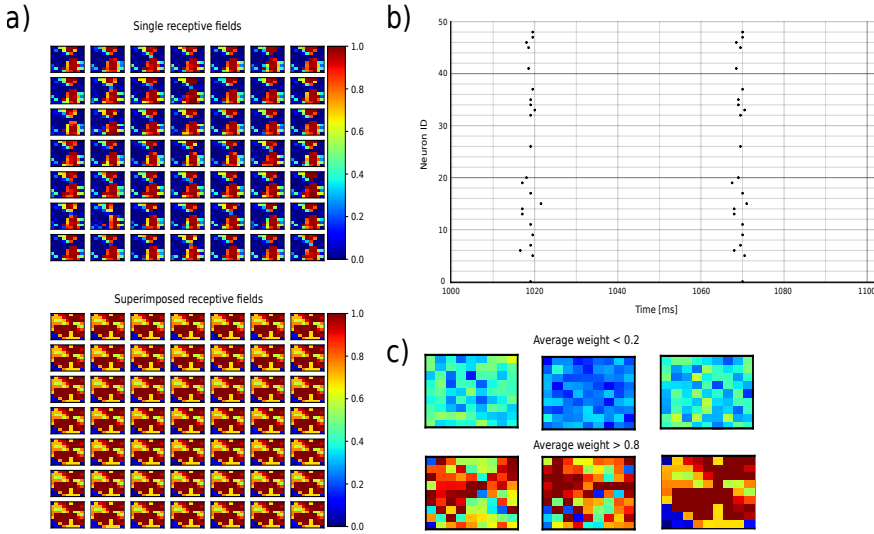 a)
Single receptive fields
1.0
0.8
0.6
0.4
0.2
0.0
Superimposed receptive fields
1.0
0.8
0.6
0.4
0.2
0.0
b)
Neuron ID
50
40
30
20
10
0
1000
1020
1040
1060
1080
1100
Time [ms]
c)
Average weight < 0.2
Average weight > 0.8